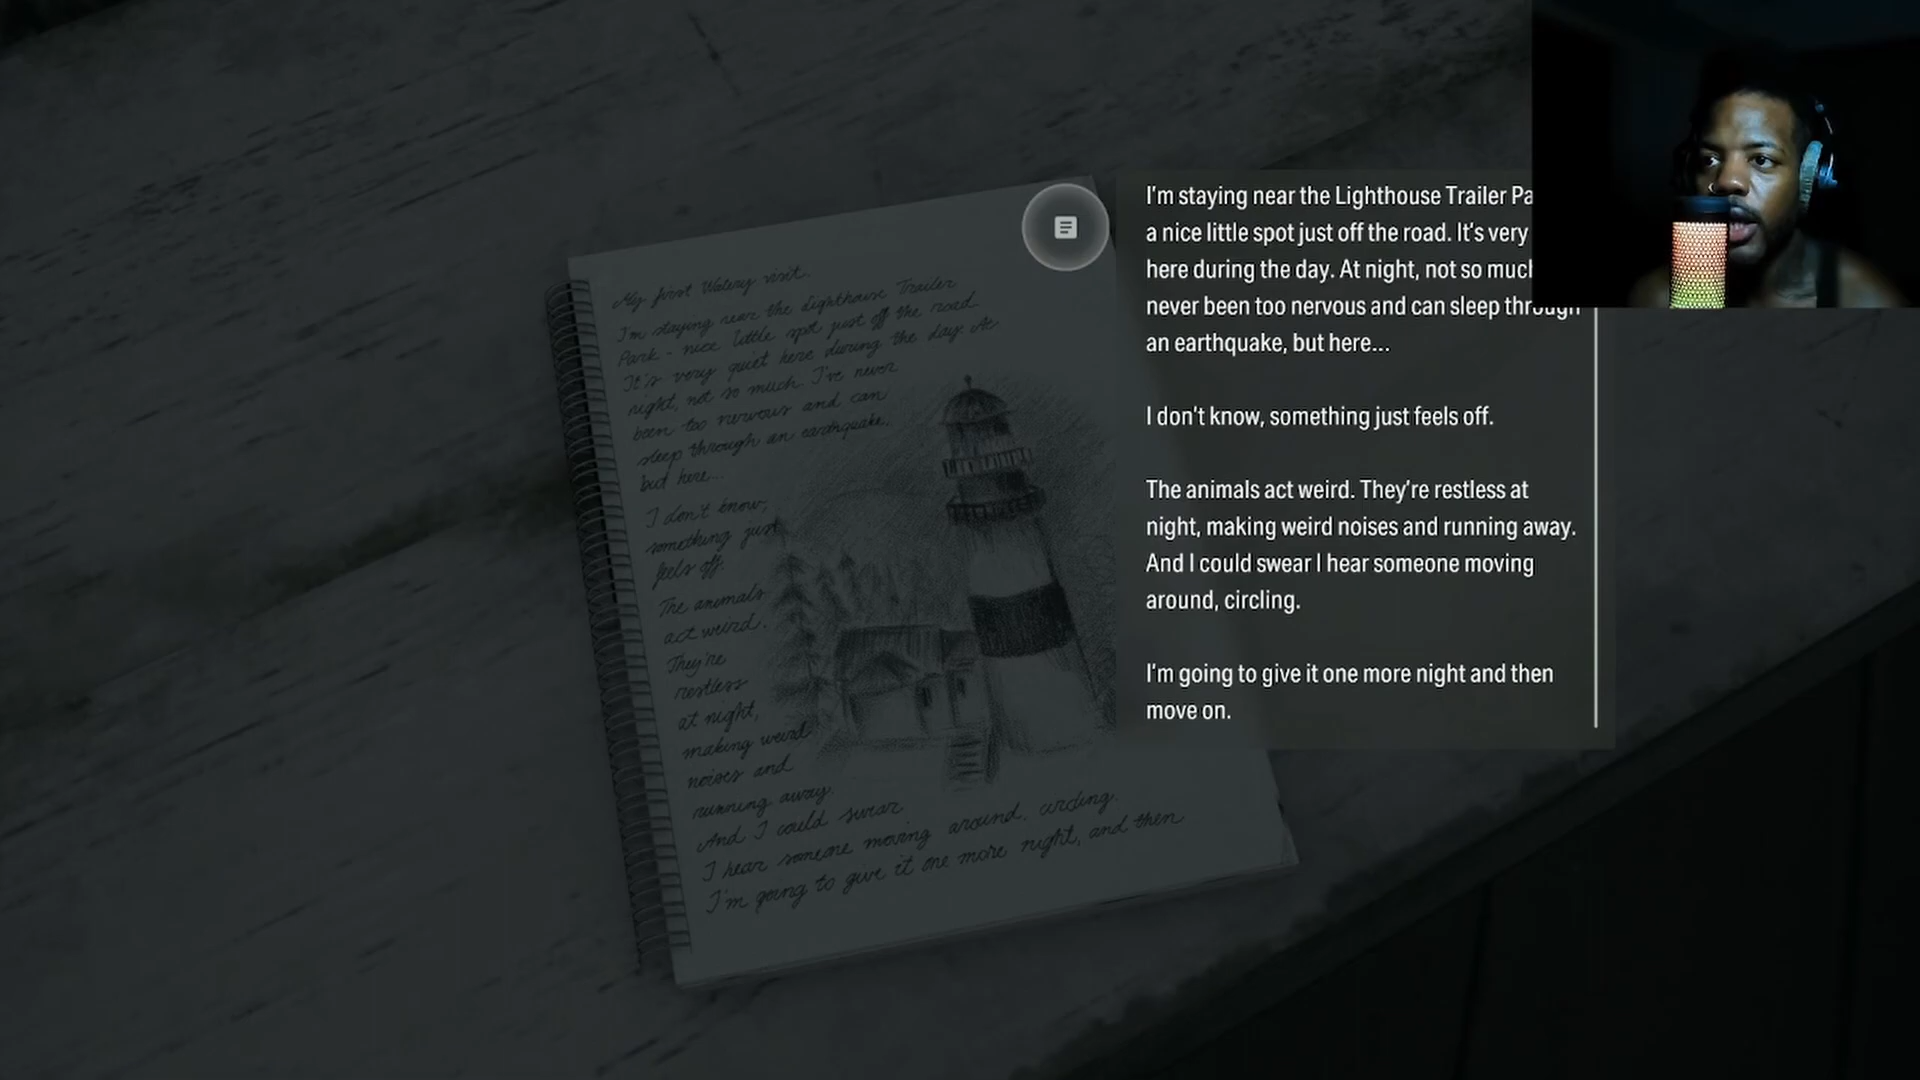 My first Watery visit.
I'm staying near the Lighthouse Trailer
Park - nice little spot just off the road.
It's very quiet here during the day. At
night, not so much. I've never
been too nervous and can
sleep through an earthquake,
but here...
I don't know,
something just
feels off.
The animals
act weird.
They're
restless
at night,
making weird
noises and
running away.
And I could swear
I hear someone moving around, circling.
I'm going to give it one more night, and then
I'm staying near the Lighthouse Trailer Pa
a nice little spot just off the road. It's very
here during the day. At night, not so much
never been too nervous and can sleep through
an earthquake, but here...
I don't know, something just feels off.
The animals act weird. They're restless at
night, making weird noises and running away.
And I could swear I hear someone moving
around, circling.
I'm going to give it one more night and then
move on.